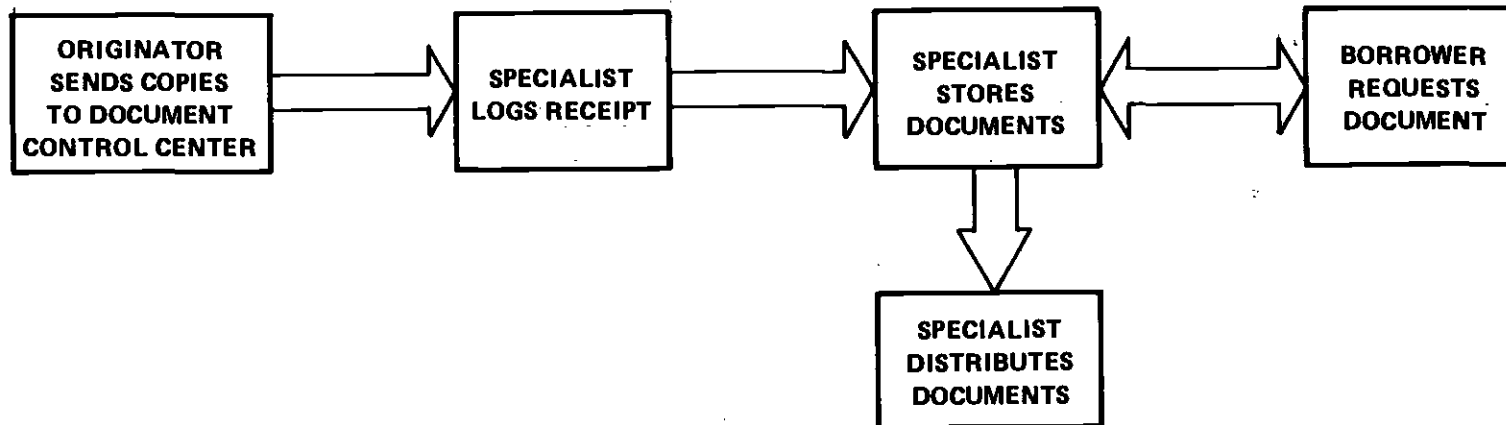 ORIGINATOR
SENDS COPIES
TO DOCUMENT
CONTROL CENTER
SPECIALIST
LOGS RECEIPT
SPECIALIST
STORES
DOCUMENTS
BORROWER
REQUESTS
DOCUMENT
SPECIALIST
DISTRIBUTES
DOCUMENTS